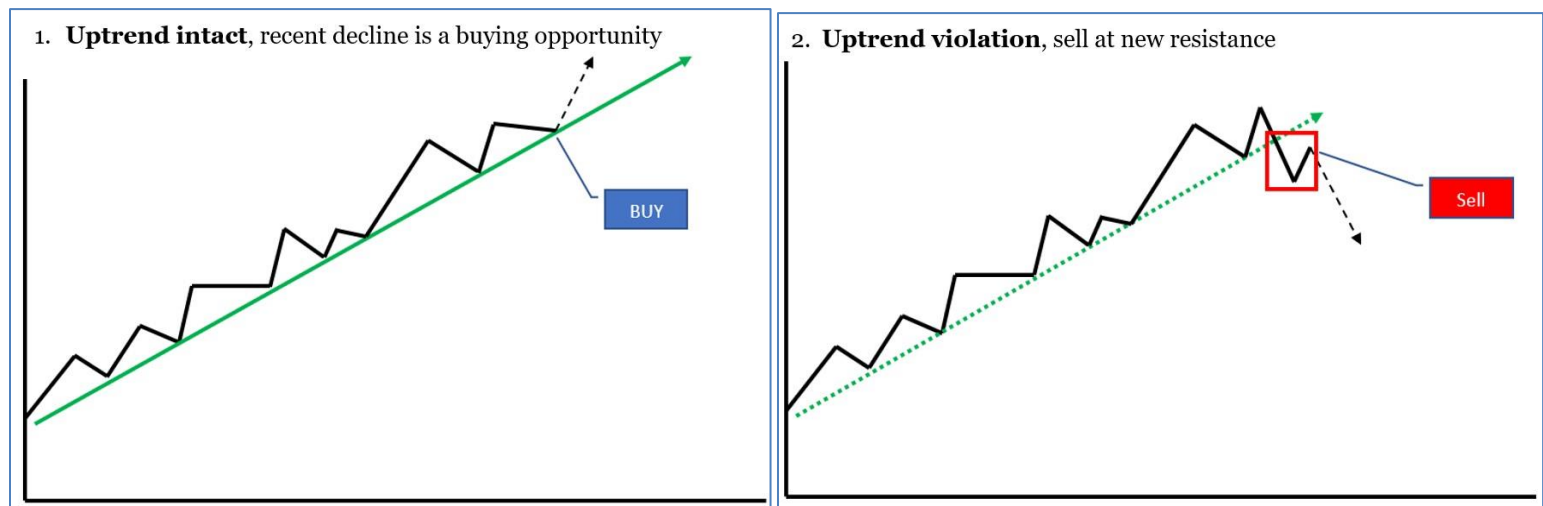 1. Uptrend intact, recent decline is a buying opportunity
BUY
2. Uptrend violation, sell at new resistance
Sell